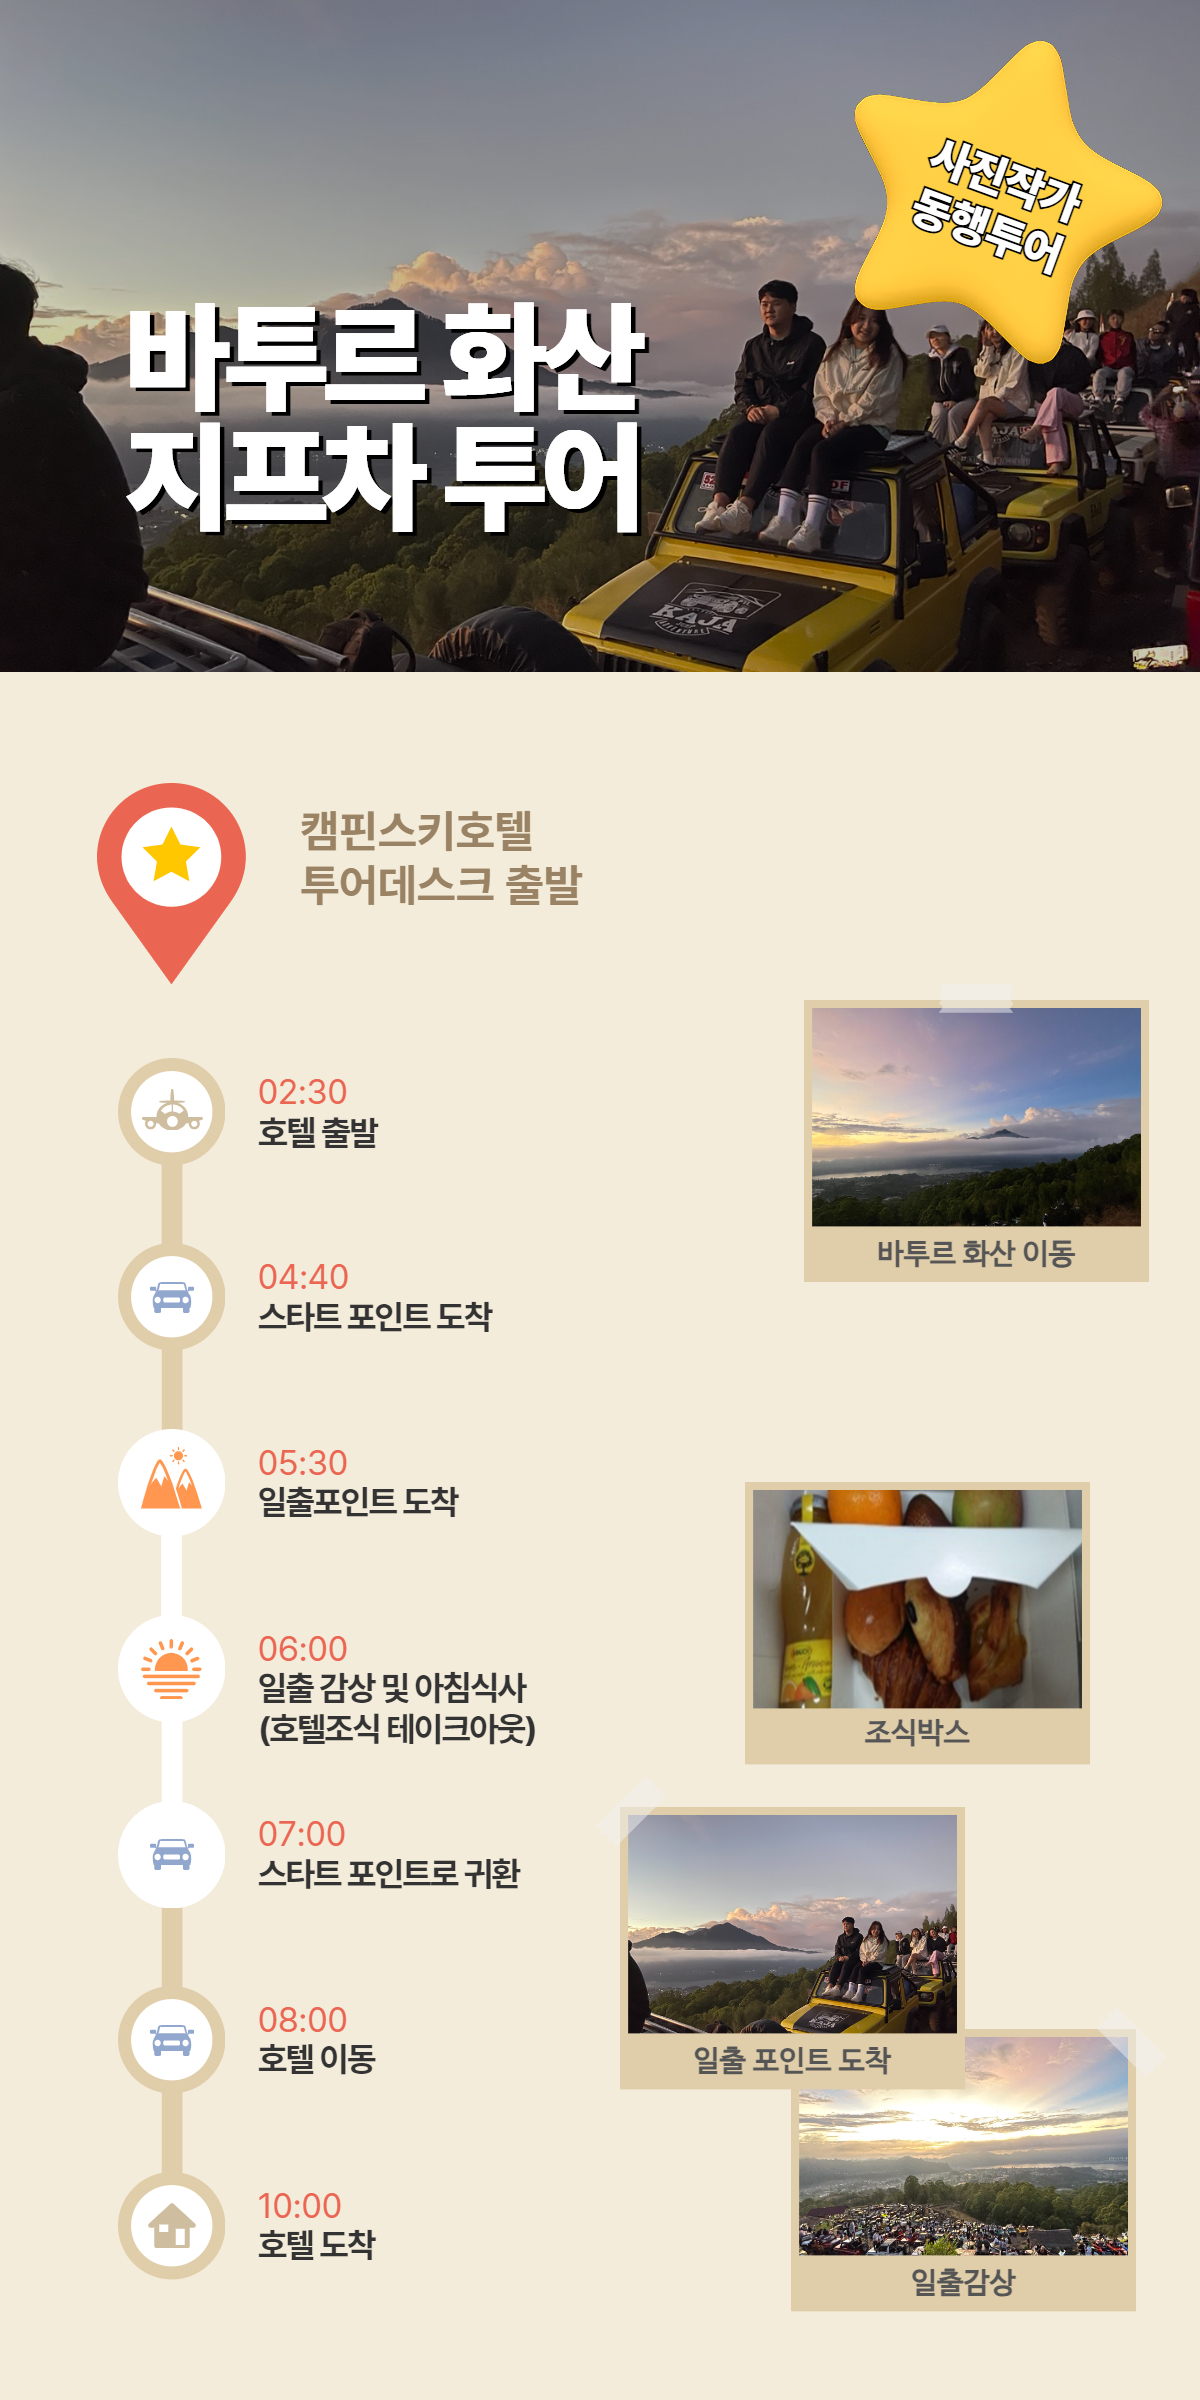 사진작가
동행투어
바투르 화산
지프차 투어
KAJA
ADVENTURE
캠핀스키호텔
투어데스크 출발
02:30
호텔 출발
바투르 화산 이동
04:40
스타트 포인트 도착
05:30
일출포인트 도착
조식박스
06:00
일출 감상 및 아침식사
(호텔조식 테이크아웃)
07:00
스타트 포인트로 귀환
일출 포인트 도착
08:00
호텔 이동
10:00
호텔 도착
일출감상